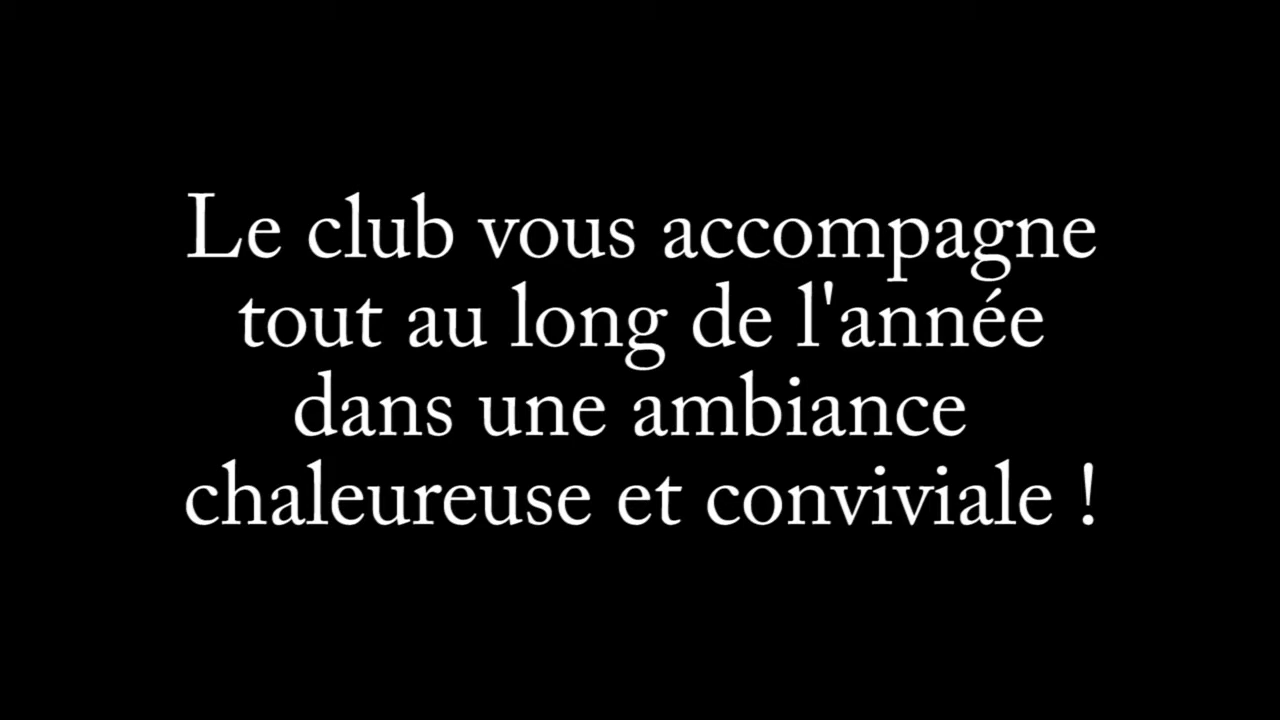 Le club vous accompagne
tout au long de l'année
dans une ambiance
chaleureuse et conviviale !